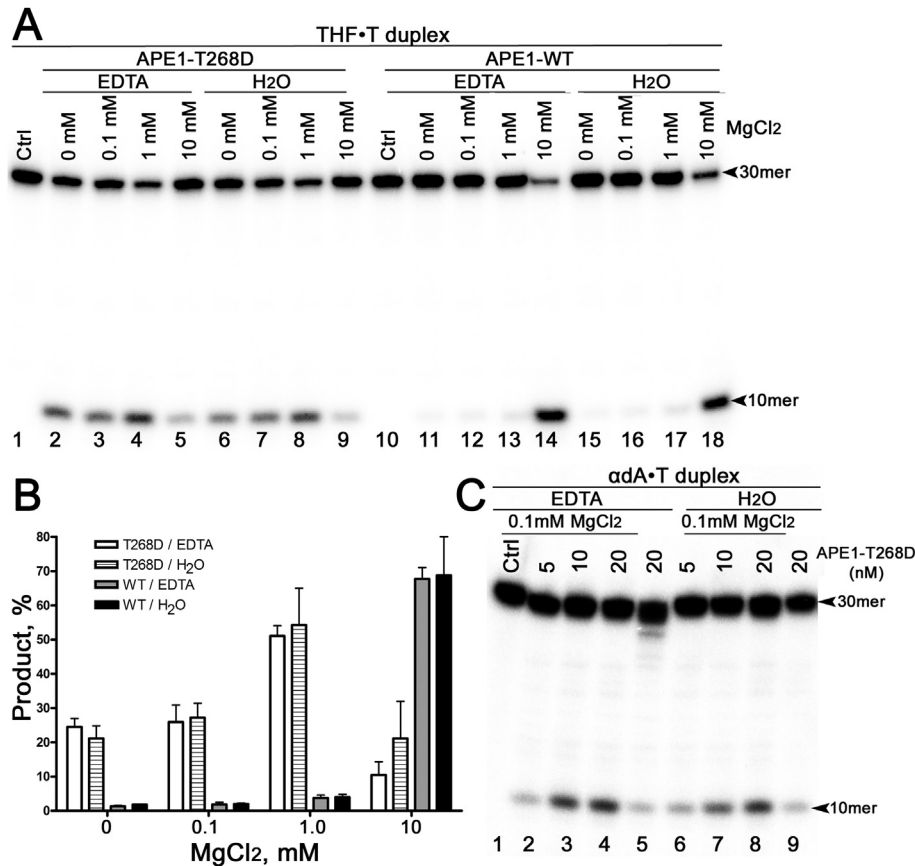 A
THF•T duplex
APE1-T268D APE1-WT
EDTA H2O EDTA H2O
Ctrl 0 mM 0.1 mM 1 mM 10 mM 0 mM 0.1 mM 1 mM 10 mM Ctrl 0 mM 0.1 mM 1 mM 10 mM 0 mM 0.1 mM 1 mM 10 mM MgCl2
30mer
10mer
1 2 3 4 5 6 7 8 9 10 11 12 13 14 15 16 17 18
B
Product, %
80
70
60
50
40
30
20
10
0
T268D / EDTA
T268D / H2O
WT / EDTA
WT / H2O
0 0.1 1.0 10
MgCl2, mM
C
αdA•T duplex
EDTA H2O
0.1mM MgCl2 0.1mM MgCl2
Ctrl 5 10 20 20 5 10 20 20 APE1-T268D
(nM)
30mer
10mer
1 2 3 4 5 6 7 8 9